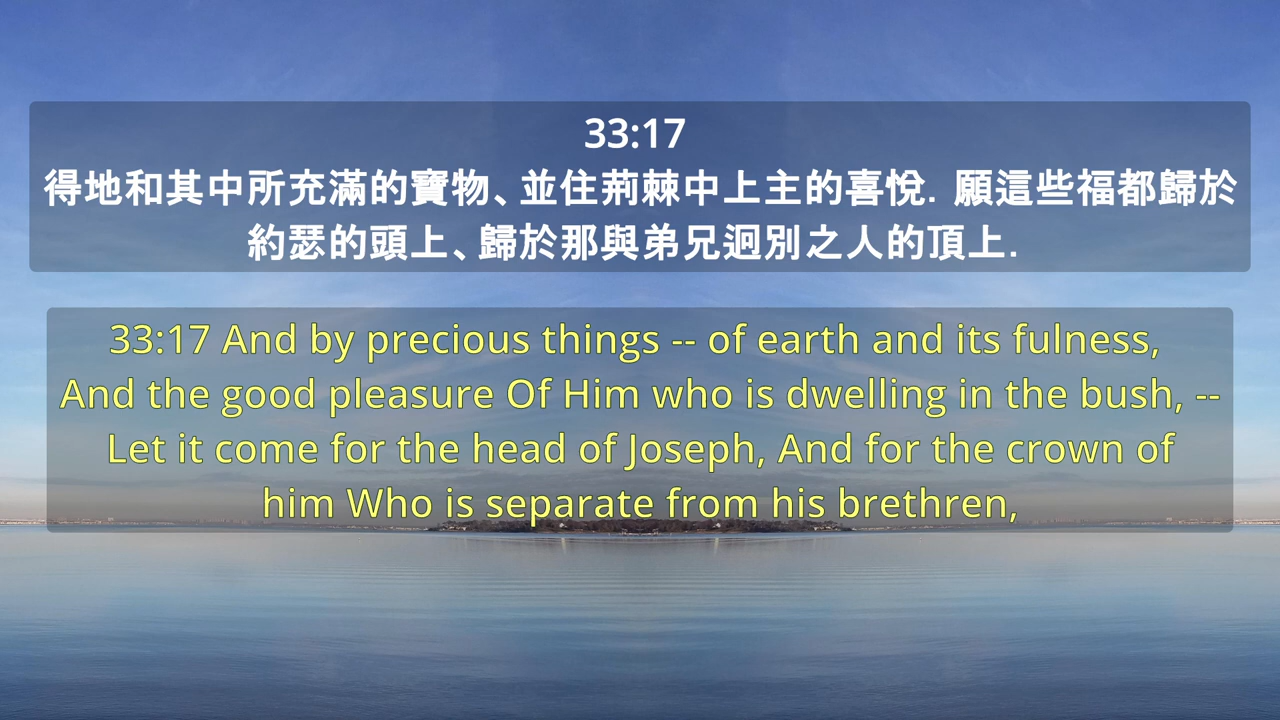 33:17
得地和其中所充滿的寶物、並住荊棘中上主的喜悅．願這些福都歸於
約瑟的頭上、歸於那與弟兄迥別之人的頂上．
33:17 And by precious things -- of earth and its fulness,
And the good pleasure Of Him who is dwelling in the bush, --
Let it come for the head of Joseph, And for the crown of
him Who is separate from his brethren,